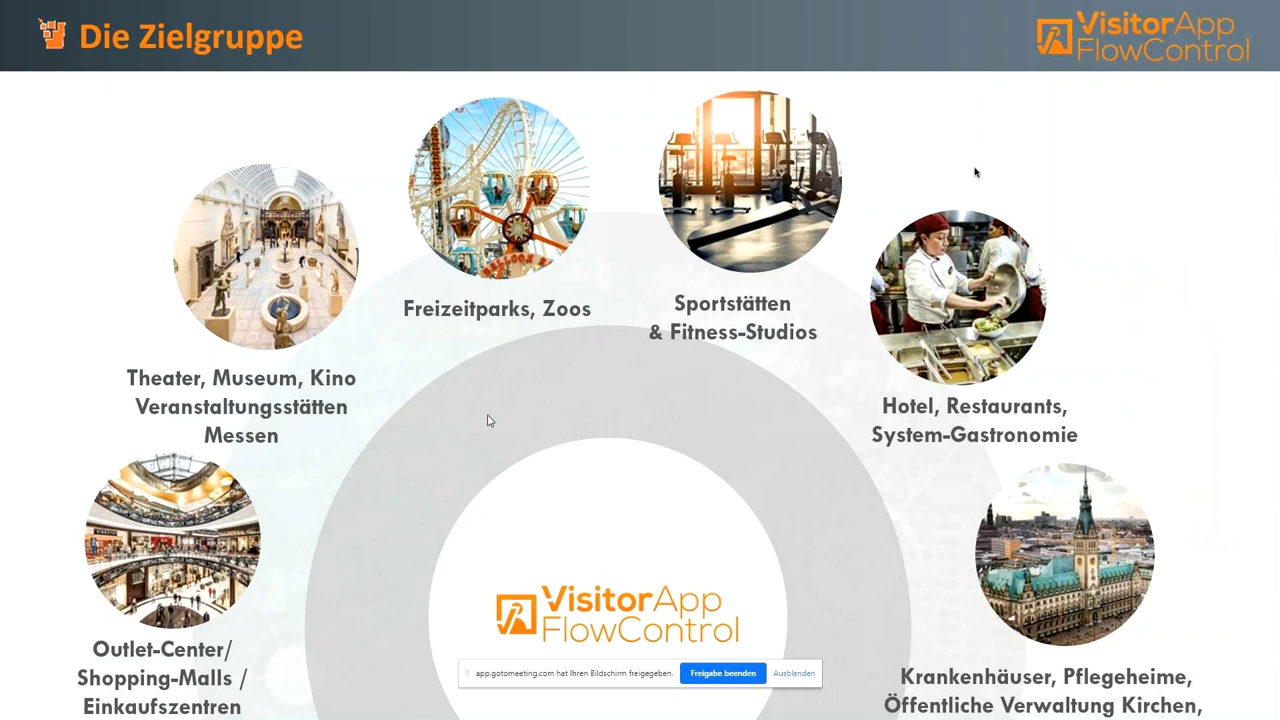 Die Zielgruppe
VisitorApp
FlowControl
Freizeitparks, Zoos
Sportstätten
& Fitness-Studios
Theater, Museum, Kino
Veranstaltungsstätten
Messen
Hotel, Restaurants,
System-Gastronomie
Outlet-Center/
Shopping-Malls /
Einkaufszentren
VisitorApp
FlowControl
app.gotomeeting.com hat Ihren Bildschirm freigegeben.
Freigabe beenden
Ausblenden
Krankenhäuser, Pflegeheime,
Öffentliche Verwaltung Kirchen,